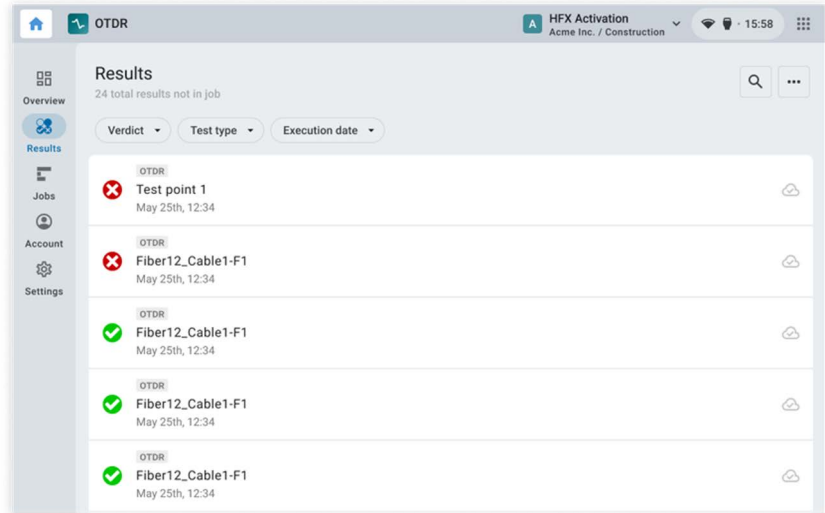 OTDR
A
HFX Activation
Acme Inc. / Construction
15:58
Overview
Results
Jobs
Account
Settings
Results
24 total results not in job
Verdict
Test type
Execution date
OTDR
Test point 1
May 25th, 12:34
OTDR
Fiber12_Cable1-F1
May 25th, 12:34
OTDR
Fiber12_Cable1-F1
May 25th, 12:34
OTDR
Fiber12_Cable1-F1
May 25th, 12:34
OTDR
Fiber12_Cable1-F1
May 25th, 12:34